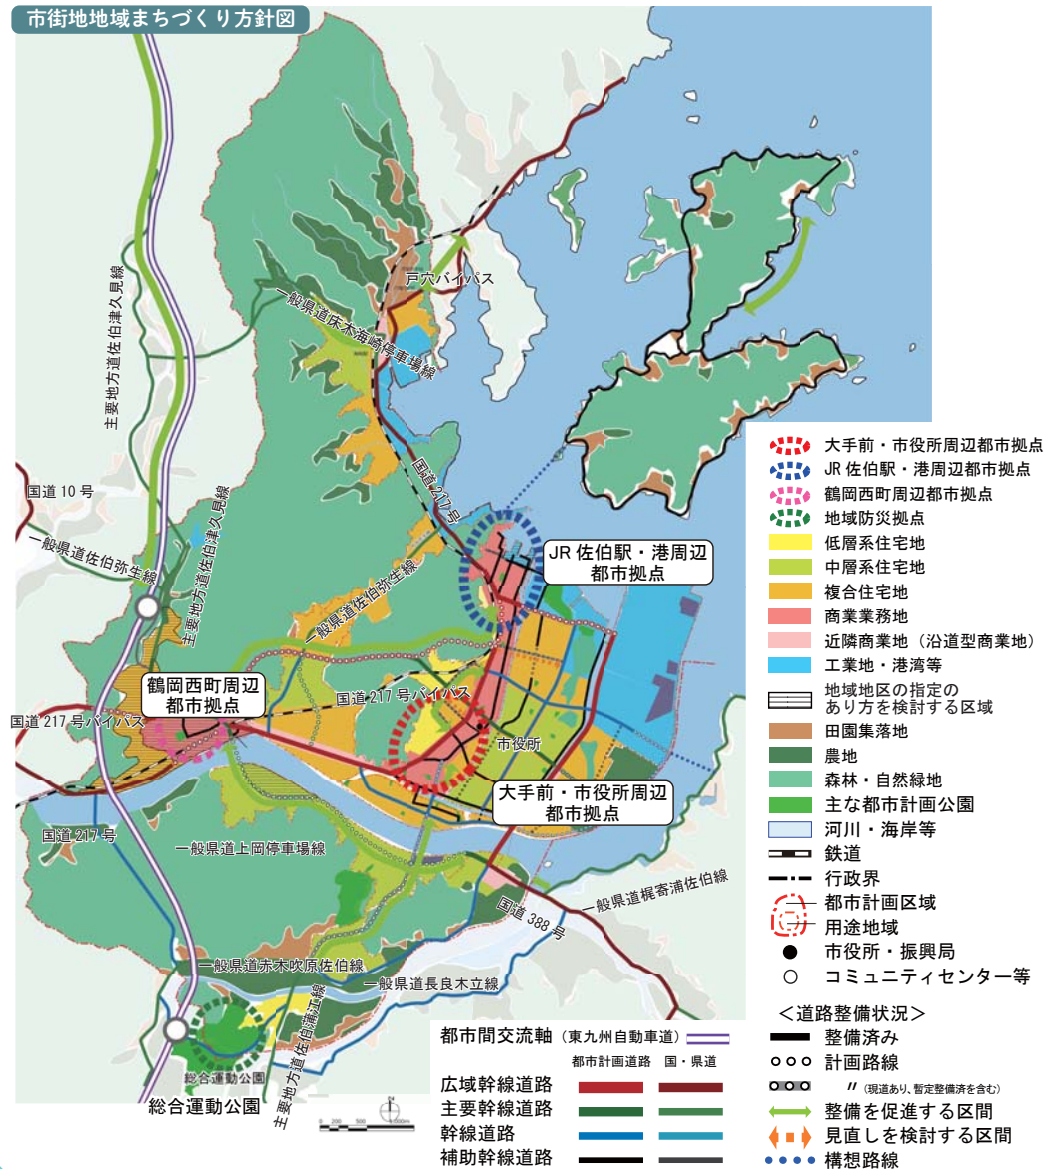 市街地地域まちづくり方針図
戸穴バイパス
一般県道床木海崎停車場線
主要地方道佐伯津久見線
国道10号
一般県道佐伯弥生線
主要地方道佐伯津久見線
国道217号
JR佐伯駅・港周辺
都市拠点
一般県道佐伯弥生線
鶴岡西町周辺
都市拠点
国道217号バイパス
国道217号バイパス
市役所
大手前・市役所周辺
都市拠点
国道217号
一般県道上岡停車場線
一般県道梶寄浦佐伯線
国道388号
一般県道赤木吹原佐伯線
一般県道長良木立線
主要地方道佐伯蒲江線
総合運動公園
総合運動公園
N
0 200 500 1,000m
大手前・市役所周辺都市拠点
JR佐伯駅・港周辺都市拠点
鶴岡西町周辺都市拠点
地域防災拠点
低層系住宅地
中層系住宅地
複合住宅地
商業業務地
近隣商業地（沿道型商業地）
工業地・港湾等
地域地区の指定の
あり方を検討する区域
田園集落地
農地
森林・自然緑地
主な都市計画公園
河川・海岸等
鉄道
行政界
都市計画区域
用途地域
市役所・振興局
コミュニティセンター等
＜道路整備状況＞
整備済み
計画路線
〃（現道あり、暫定整備済を含む）
整備を促進する区間
見直しを検討する区間
構想路線
都市間交流軸（東九州自動車道）
都市計画道路 国・県道
広域幹線道路
主要幹線道路
幹線道路
補助幹線道路